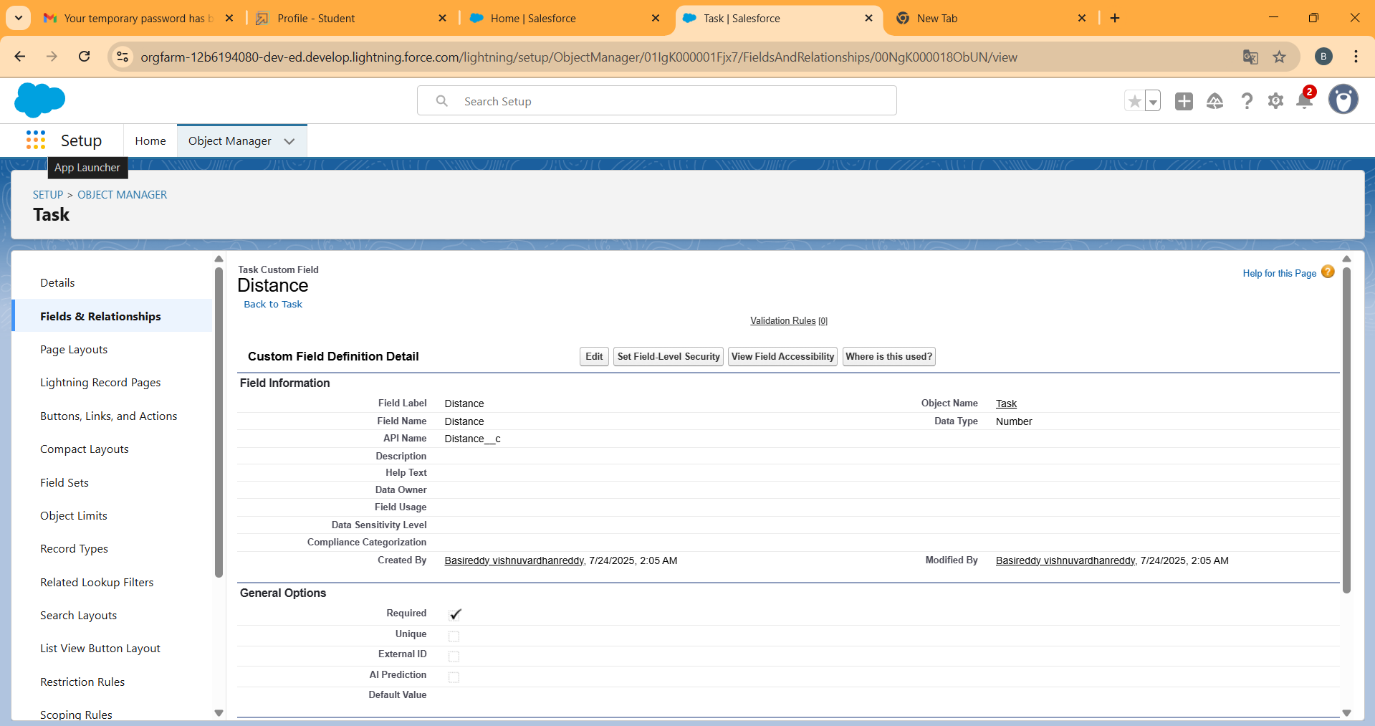 Your temporary password has b
Profile - Student
Home | Salesforce
Task | Salesforce
New Tab
orgfarm-12b6194080-dev-ed.develop.lightning.force.com/lightning/setup/ObjectManager/01IgK000001Fjx7/FieldsAndRelationships/00NgK000018ObUN/view
B
Search Setup
2
Setup
Home
Object Manager
App Launcher
SETUP > OBJECT MANAGER
Task
Details
Fields & Relationships
Page Layouts
Lightning Record Pages
Buttons, Links, and Actions
Compact Layouts
Field Sets
Object Limits
Record Types
Related Lookup Filters
Search Layouts
List View Button Layout
Restriction Rules
Scoping Rules
Task Custom Field
Distance
Back to Task
Help for this Page
Validation Rules [0]
Custom Field Definition Detail
Edit Set Field-Level Security View Field Accessibility Where is this used?
Field Information
Field Label Distance Object Name Task
Field Name Distance Data Type Number
API Name Distance__c
Description
Help Text
Data Owner
Field Usage
Data Sensitivity Level
Compliance Categorization
Created By Basireddy vishnuvardhanreddy, 7/24/2025, 2:05 AM Modified By Basireddy vishnuvardhanreddy, 7/24/2025, 2:05 AM
General Options
Required
Unique
External ID
AI Prediction
Default Value